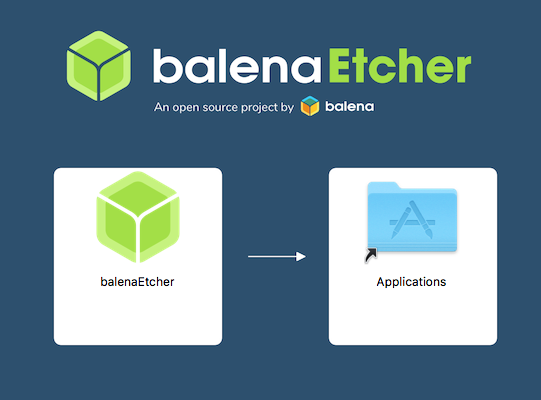 balenaEtcher
An open source project by balena
balenaEtcher
Applications